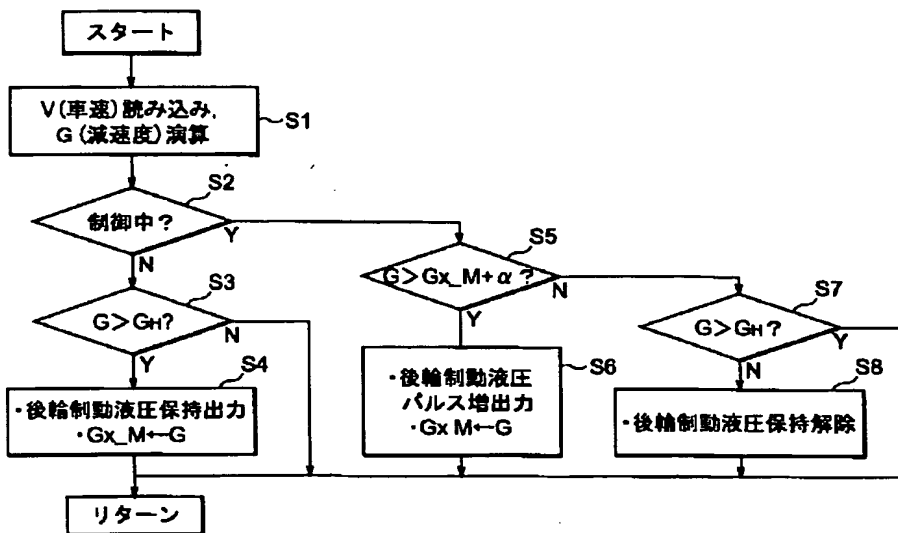 スタート
V(車速)読み込み,
G(減速度)演算
S1
S2
制御中?
Y
N
S3
G>GH?
N
Y
S4
・後輪制動液圧保持出力
・Gx_M←G
S5
G>Gx_M+α?
N
Y
S6
・後輪制動液圧
パルス増出力
・Gx M←G
S7
G>GH?
Y
N
S8
・後輪制動液圧保持解除
リターン